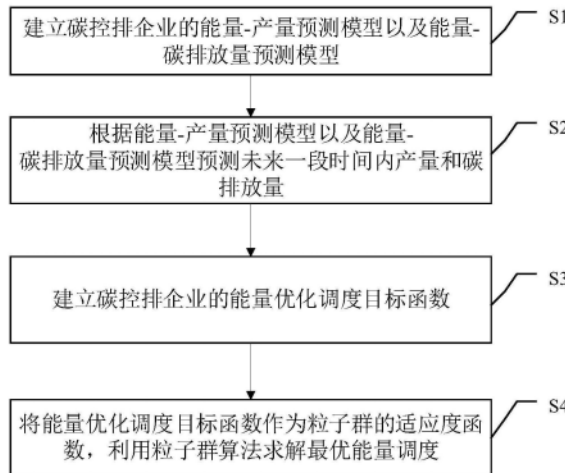 建立碳控排企业的能量-产量预测模型以及能量-
碳排放量预测模型
S1
根据能量-产量预测模型以及能量-
碳排放量预测模型预测未来一段时间内产量和碳
排放量
S2
建立碳控排企业的能量优化调度目标函数
S3
将能量优化调度目标函数作为粒子群的适应度函
数，利用粒子群算法求解最优能量调度
S4